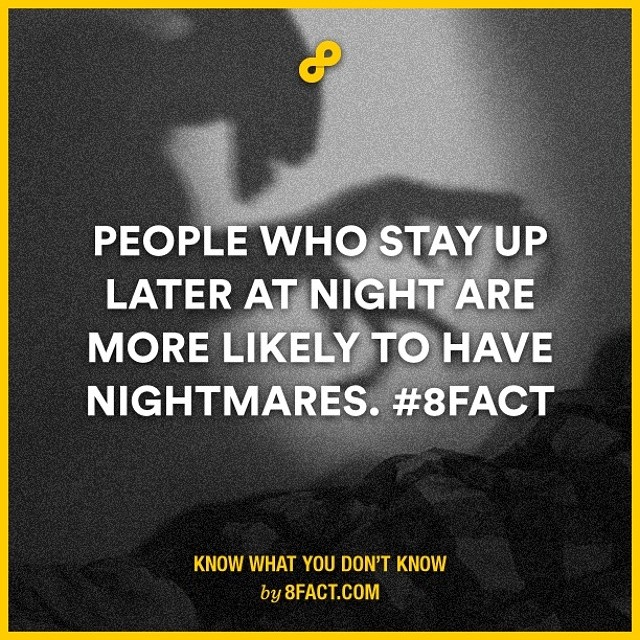 PEOPLE WHO STAY UP
LATER AT NIGHT ARE
MORE LIKELY TO HAVE
NIGHTMARES. #8FACT
KNOW WHAT YOU DON'T KNOW
by 8FACT.COM